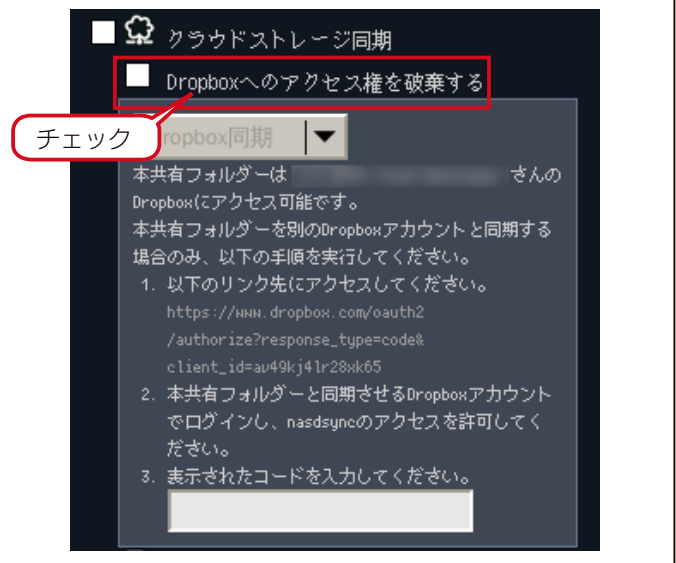 クラウドストレージ同期
Dropboxへのアクセス権を破棄する
チェック
ropbox同期
本共有フォルダーは さんの
Dropboxにアクセス可能です。
本共有フォルダーを別のDropboxアカウントと同期する
場合のみ、以下の手順を実行してください。
1. 以下のリンク先にアクセスしてください。
https://www.dropbox.com/oauth2
/authorize?response_type=code&
client_id=av49kj4lr28xk65
2. 本共有フォルダーと同期させるDropboxアカウント
でログインし、nasdsyncのアクセスを許可してく
ださい。
3. 表示されたコードを入力してください。